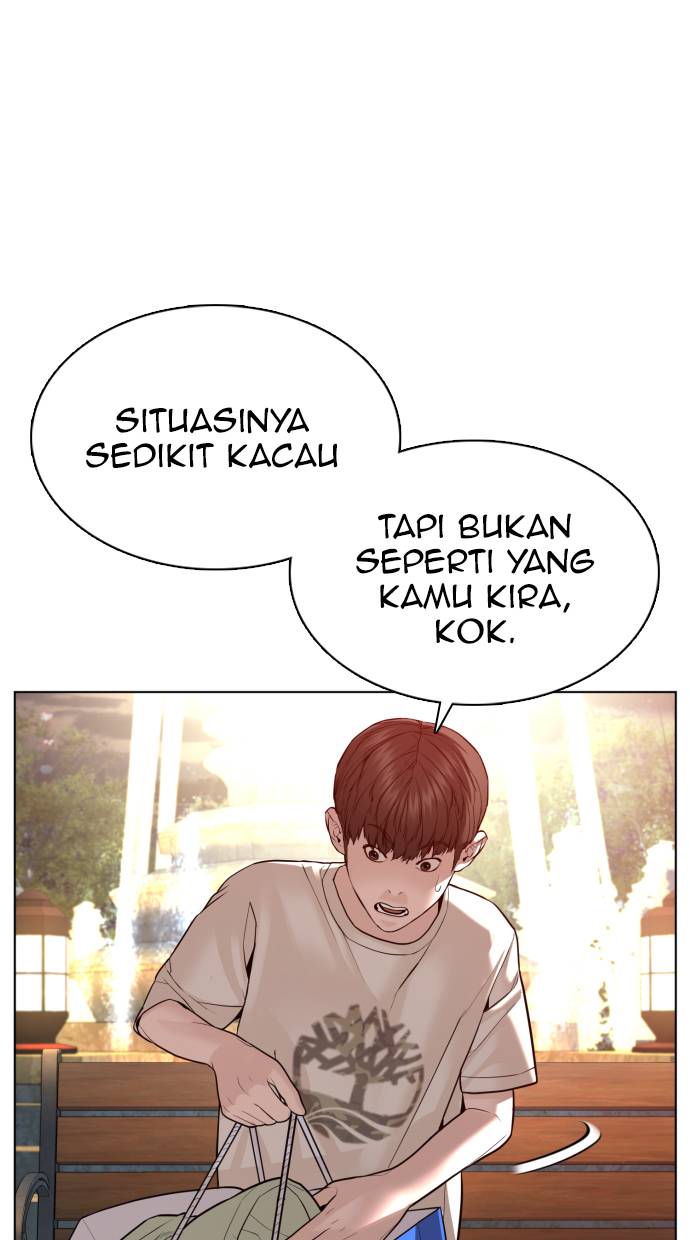 SITUASINYA
SEDIKIT KACAU
TAPI BUKAN
SEPERTI YANG
KAMU KIRA,
KOK.